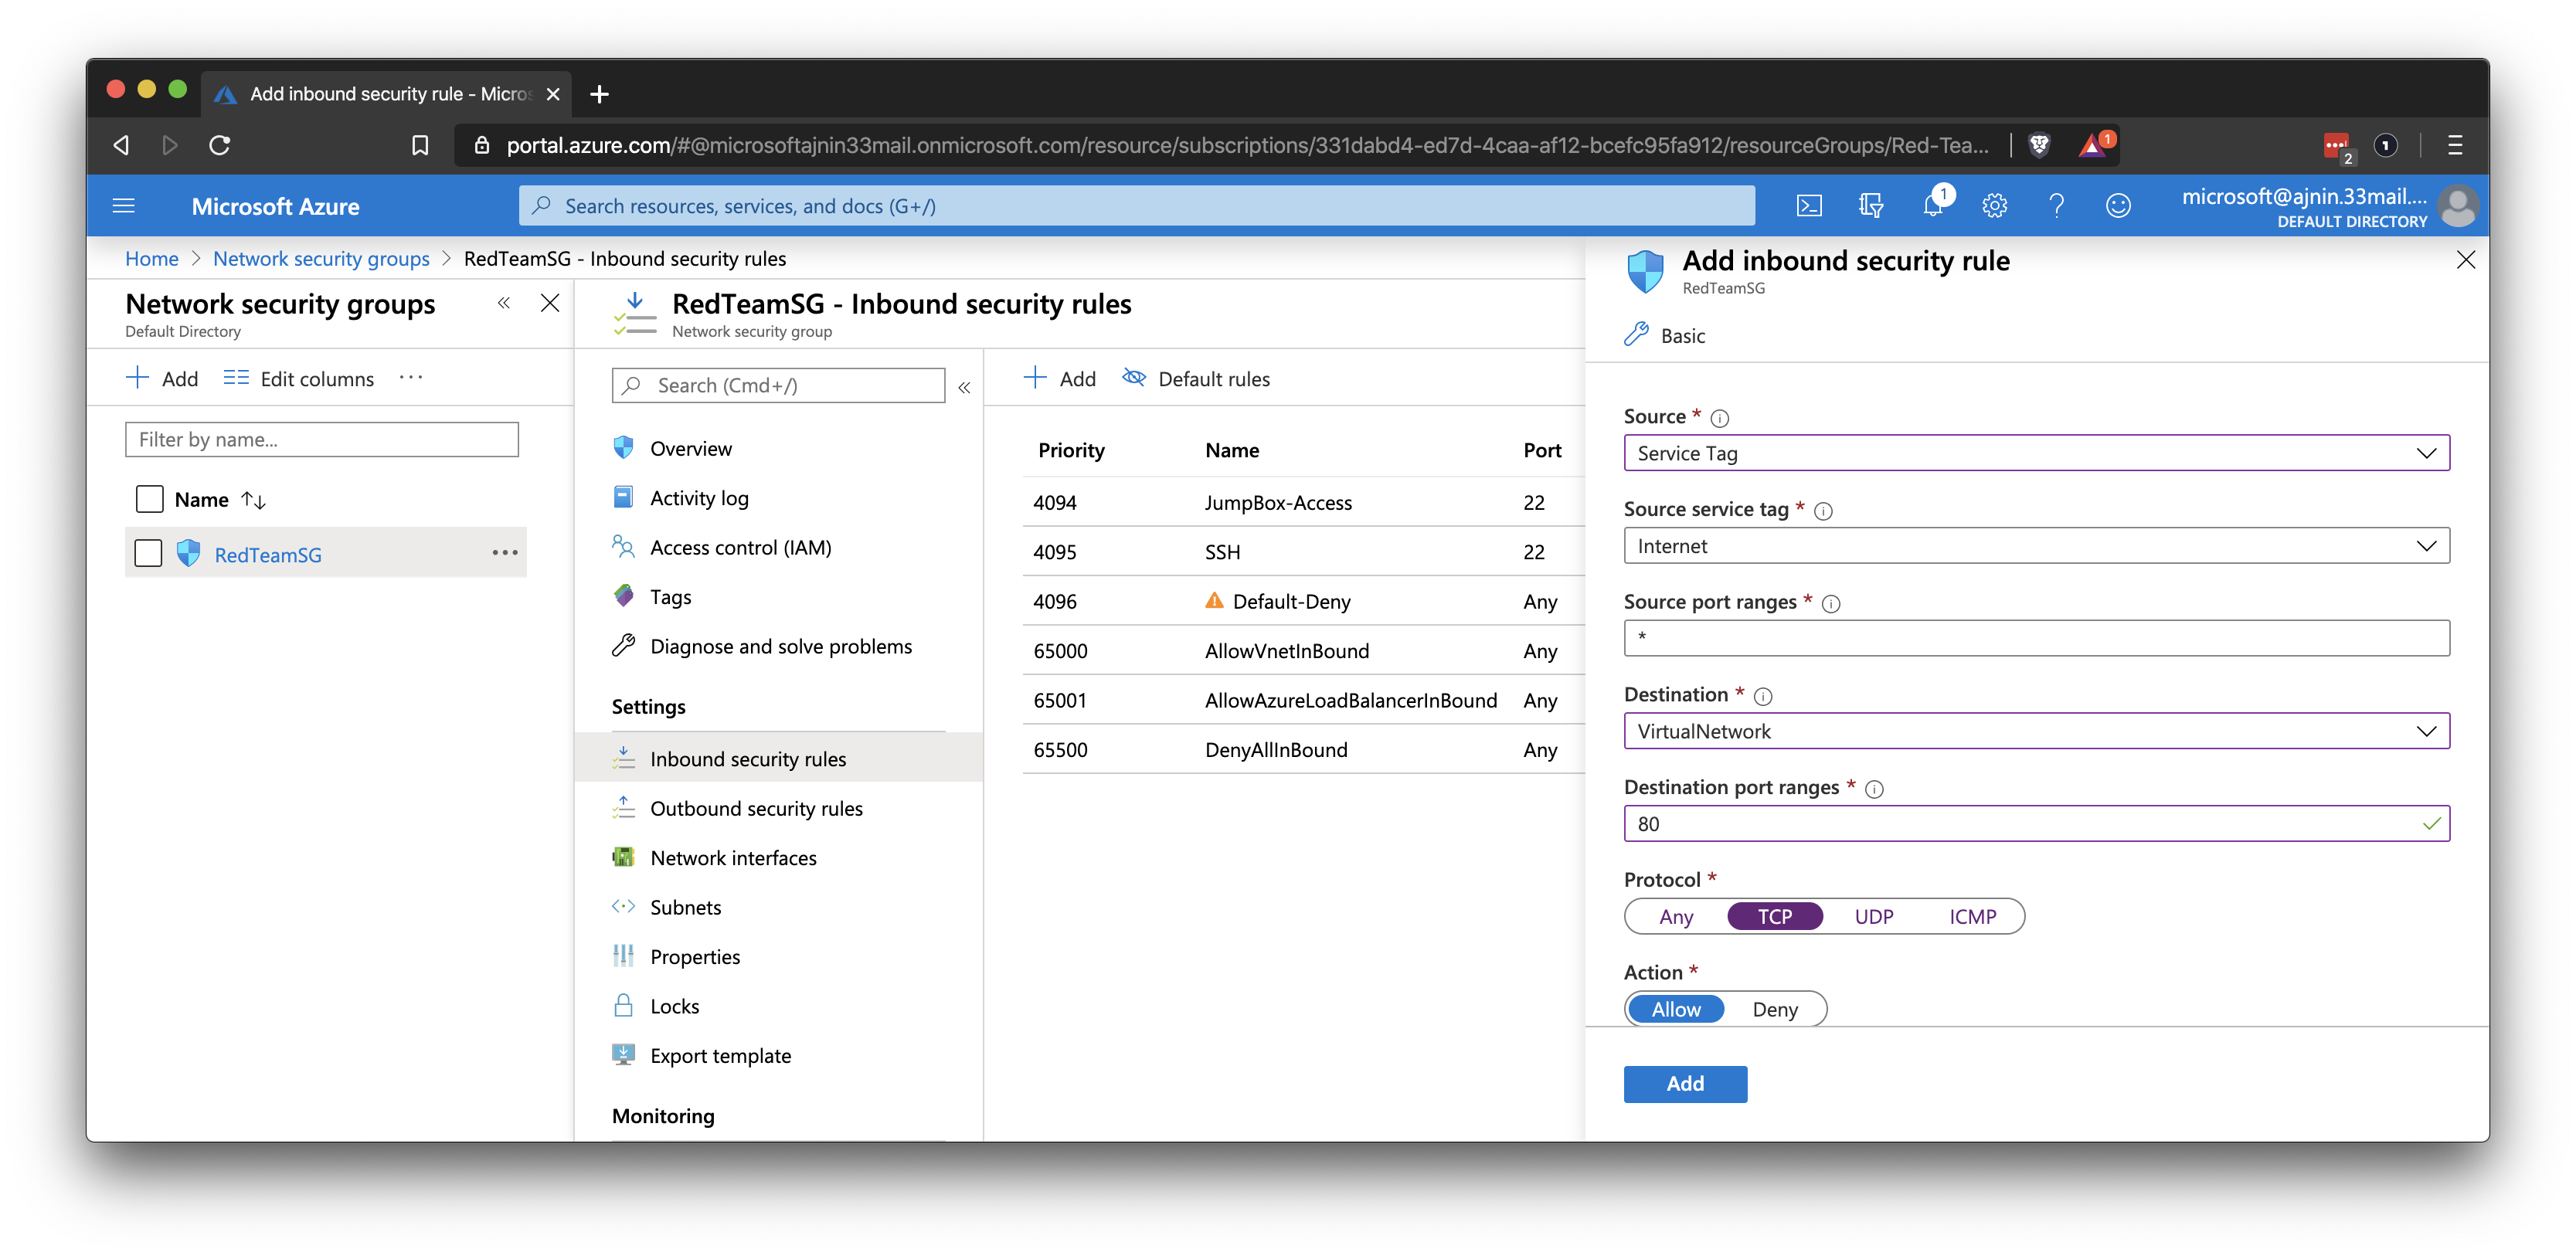 Add inbound security rule - Micros
portal.azure.com/#@microsoftajnin33mail.onmicrosoft.com/resource/subscriptions/331dabd4-ed7d-4caa-af12-bcefc95fa912/resourceGroups/Red-Tea...
1
2
1
Microsoft Azure
Search resources, services, and docs (G+/)
1
microsoft@ajnin.33mail....
DEFAULT DIRECTORY
Home > Network security groups > RedTeamSG - Inbound security rules
Network security groups
Default Directory
Add
Edit columns
Filter by name...
Name
RedTeamSG
RedTeamSG - Inbound security rules
Network security group
Search (Cmd+/)
Overview
Activity log
Access control (IAM)
Tags
Diagnose and solve problems
Settings
Inbound security rules
Outbound security rules
Network interfaces
Subnets
Properties
Locks
Export template
Monitoring
Add
Default rules
Priority Name Port
4094 JumpBox-Access 22
4095 SSH 22
4096 Default-Deny Any
65000 AllowVnetInBound Any
65001 AllowAzureLoadBalancerInBound Any
65500 DenyAllInBound Any
Add inbound security rule
RedTeamSG
Basic
Source *
Service Tag
Source service tag *
Internet
Source port ranges *
*
Destination *
VirtualNetwork
Destination port ranges *
80
Protocol *
Any TCP UDP ICMP
Action *
Allow Deny
Add